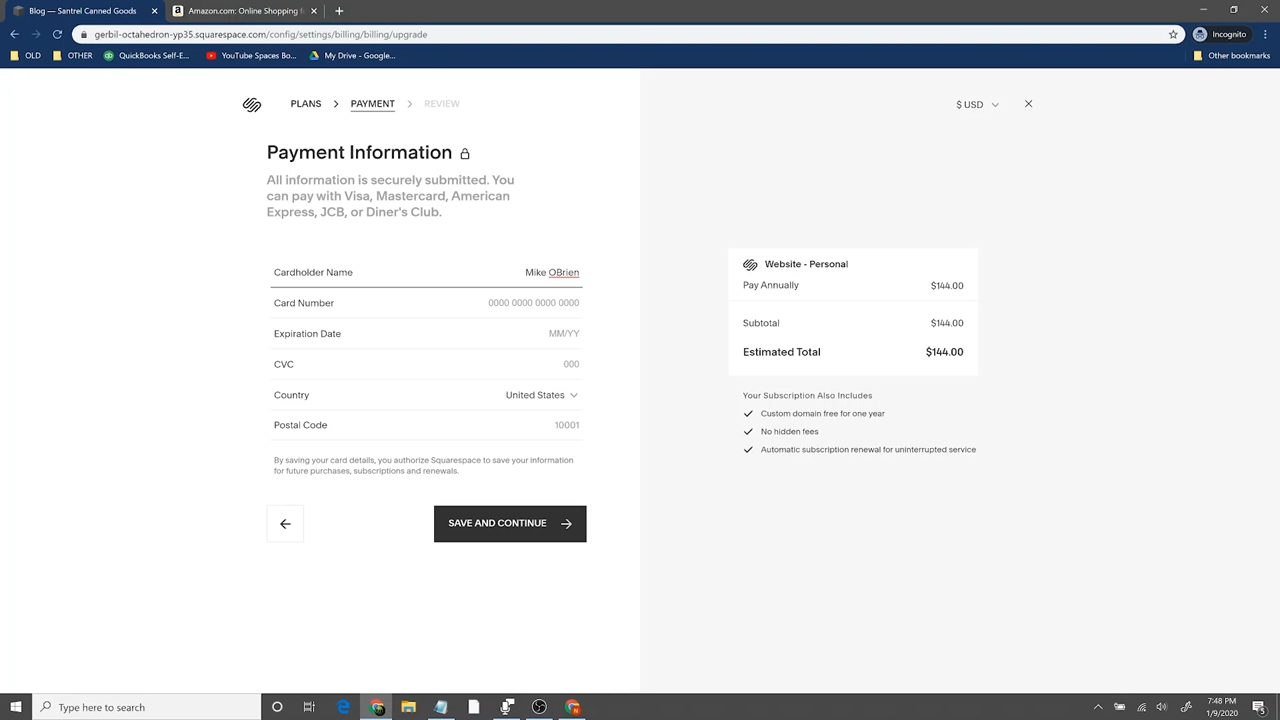 Blog — Santrel Canned Goods
Amazon.com: Online Shopping fo
gerbil-octahedron-yp35.squarespace.com/config/settings/billing/billing/upgrade
Incognito
OLD
OTHER
QuickBooks Self-E...
YouTube Spaces Bo...
My Drive - Google...
Other bookmarks
PLANS
PAYMENT
REVIEW
$ USD
Payment Information
All information is securely submitted. You
can pay with Visa, Mastercard, American
Express, JCB, or Diner's Club.
Cardholder Name Mike OBrien
Card Number 0000 0000 0000 0000
Expiration Date MM/YY
CVC 000
Country United States
Postal Code 10001
By saving your card details, you authorize Squarespace to save your information
for future purchases, subscriptions and renewals.
SAVE AND CONTINUE
Website - Personal
Pay Annually $144.00
Subtotal $144.00
Estimated Total $144.00
Your Subscription Also Includes
Custom domain free for one year
No hidden fees
Automatic subscription renewal for uninterrupted service
Type here to search
7:48 PM
1/9/2020